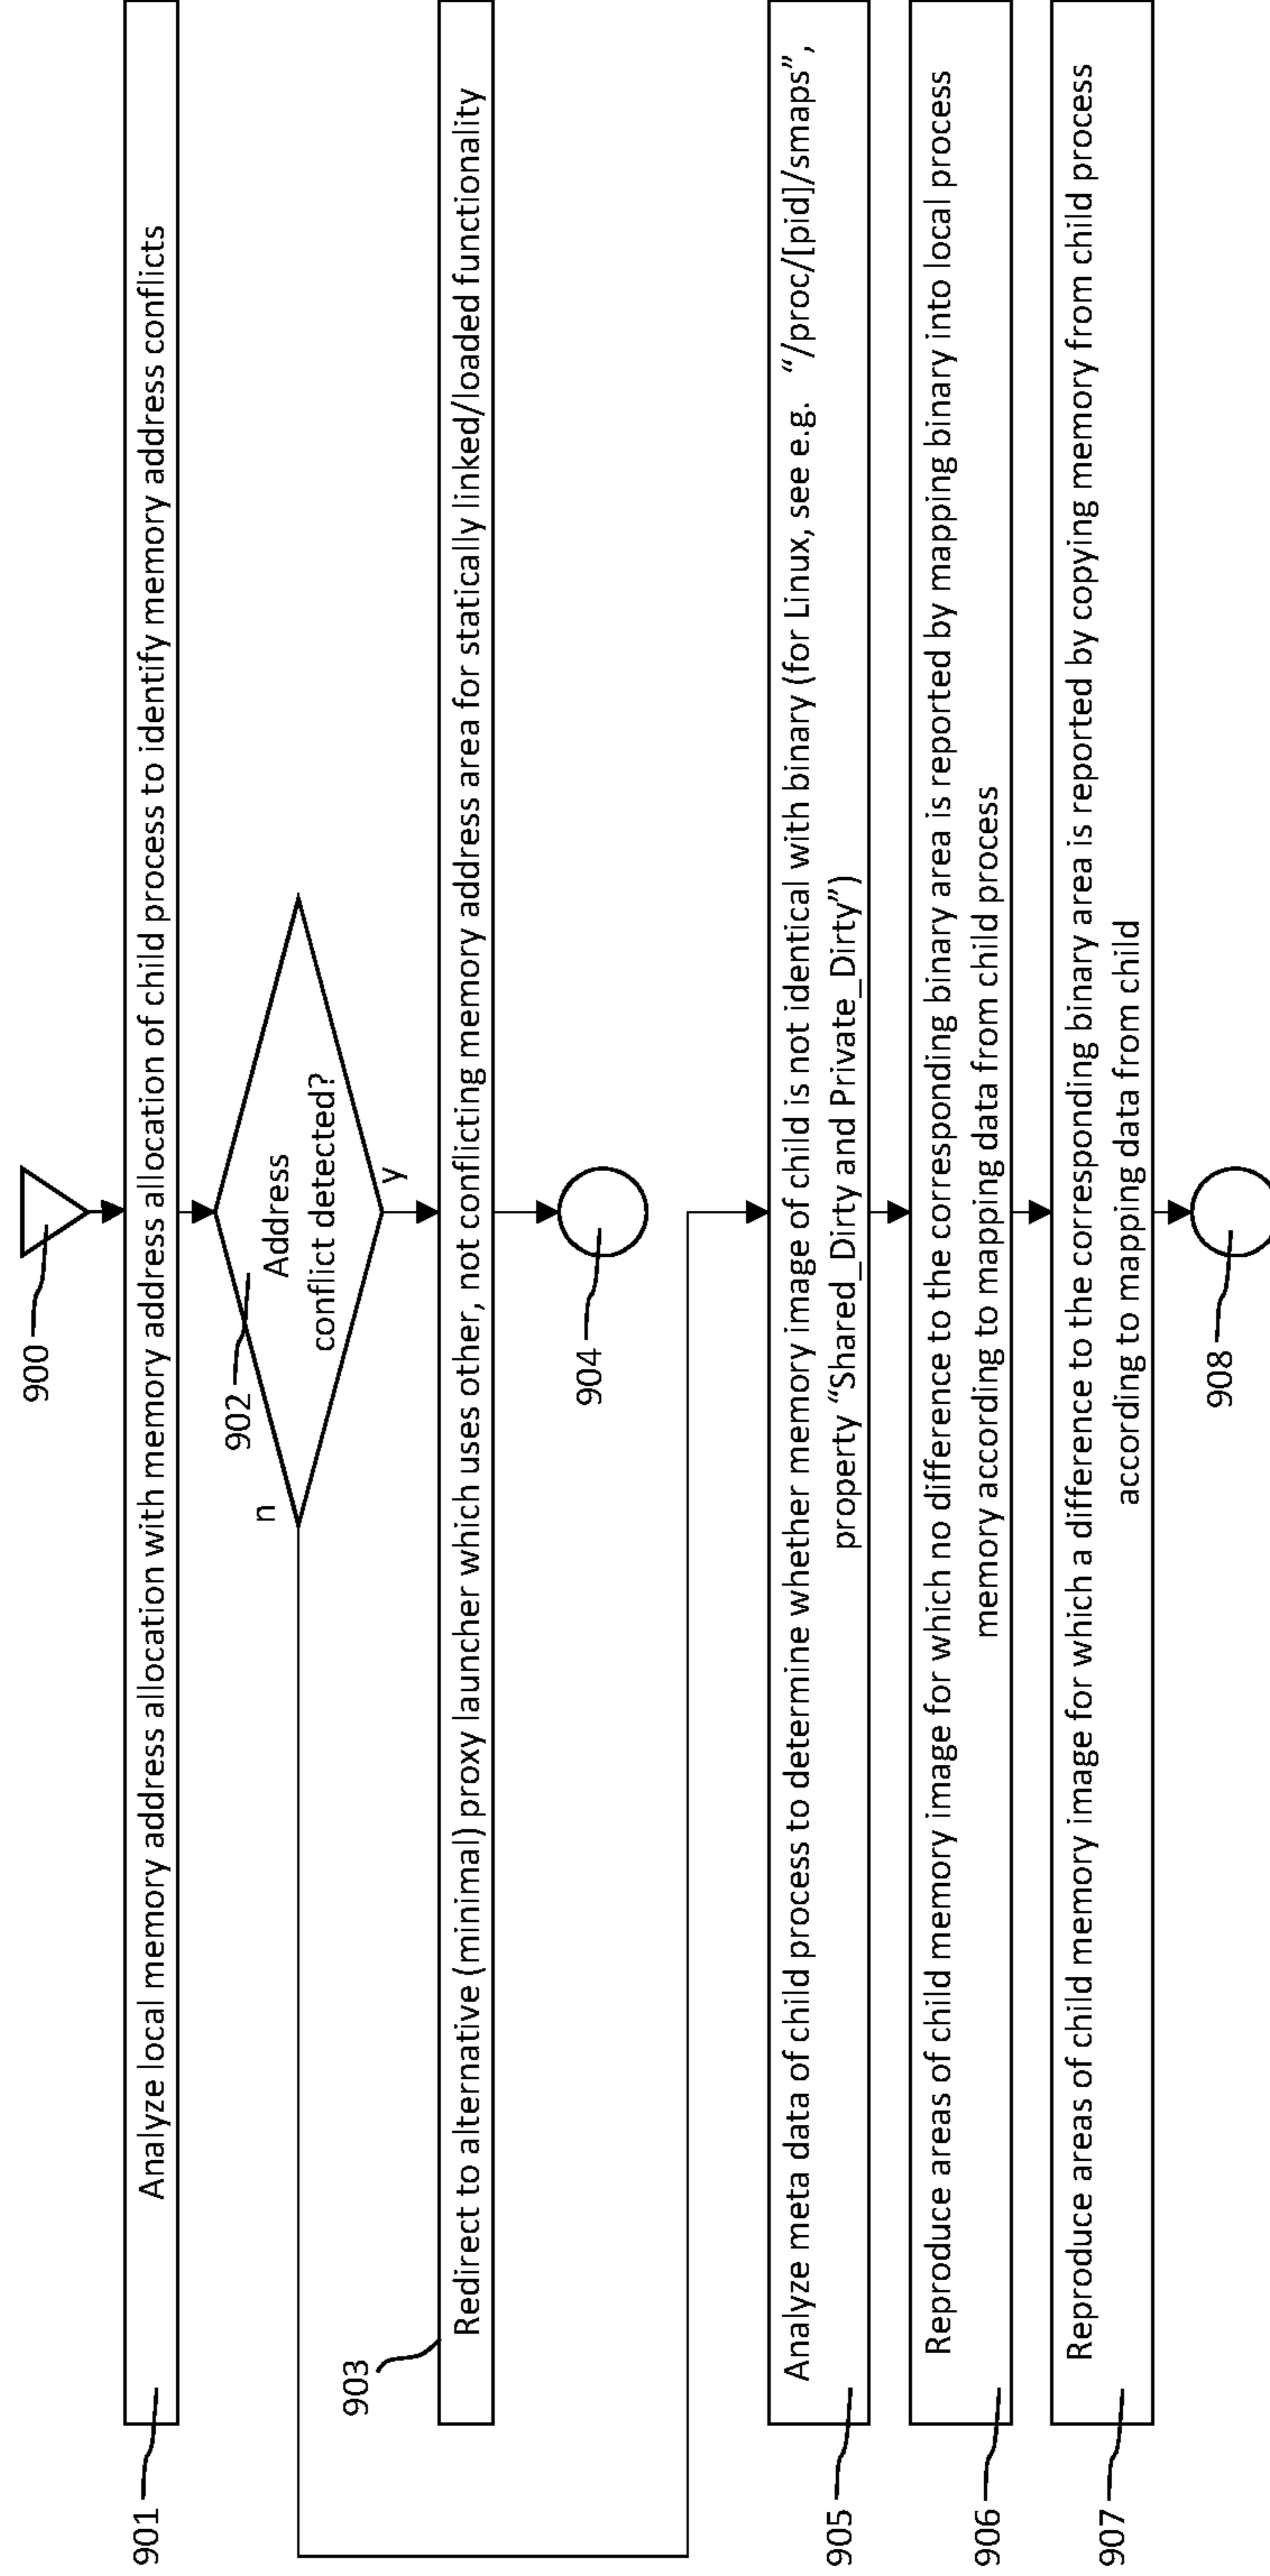 900
901
Analyze local memory address allocation with memory address allocation of child process to identify memory address conflicts
902
n
Address
conflict detected?
y
903
Redirect to alternative (minimal) proxy launcher which uses other, not conflicting memory address area for statically linked/loaded functionality
904
905
Analyze meta data of child process to determine whether memory image of child is not identical with binary (for Linux, see e.g. “/proc/[pid]/smaps”,
property “Shared_Dirty and Private_Dirty”)
906
Reproduce areas of child memory image for which no difference to the corresponding binary area is reported by mapping binary into local process
memory according to mapping data from child process
907
Reproduce areas of child memory image for which a difference to the corresponding binary area is reported by copying memory from child process
according to mapping data from child
908